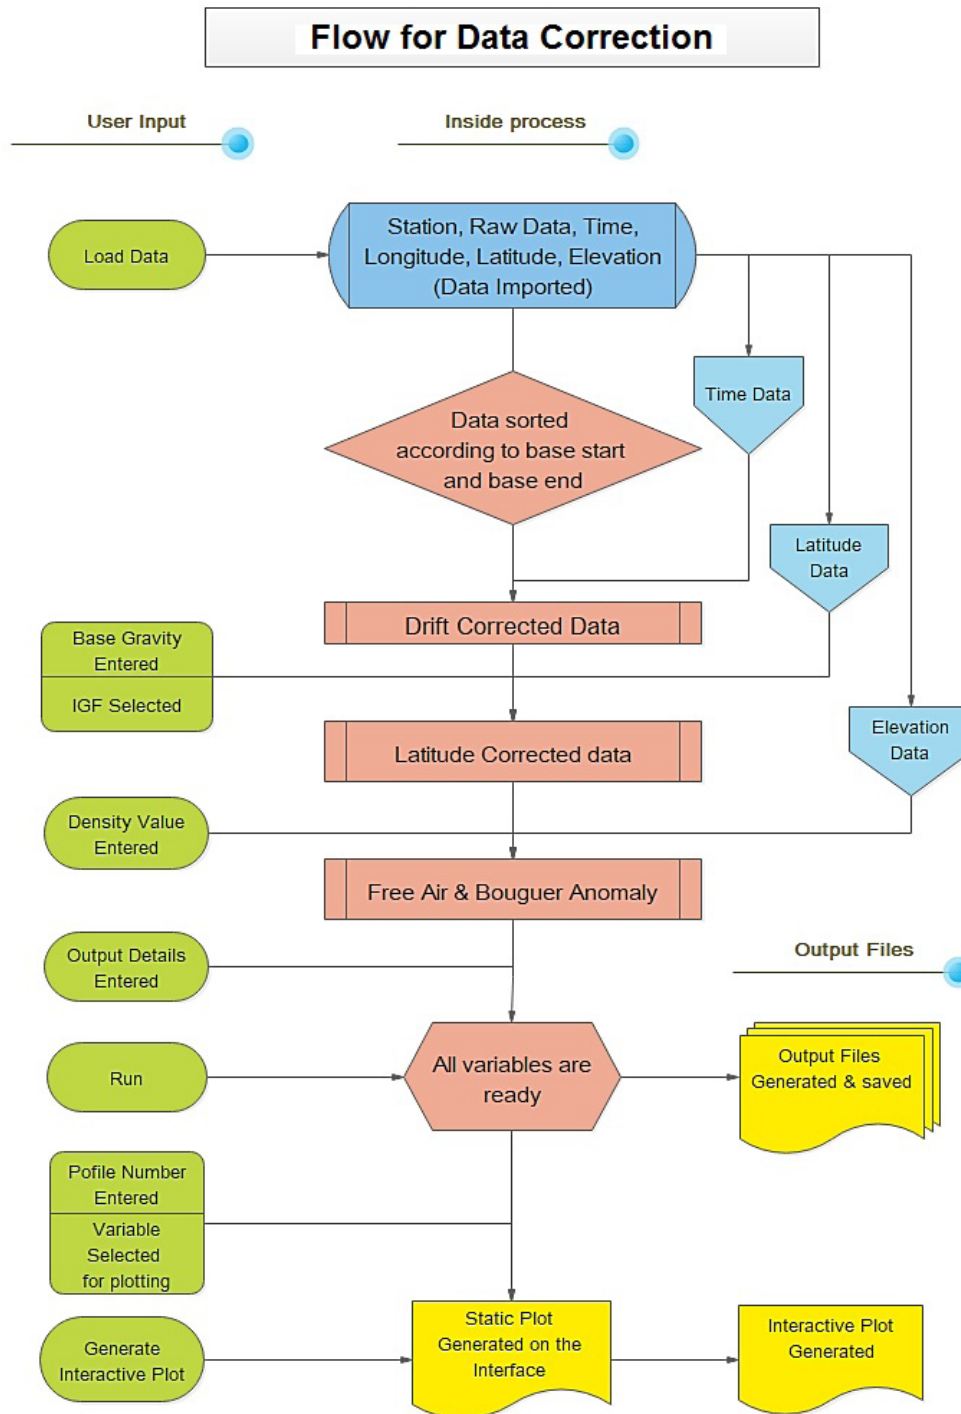 Flow for Data Correction
User Input
Inside process
Load Data
Station, Raw Data, Time,
Longitude, Latitude, Elevation
(Data Imported)
Time Data
Data sorted
according to base start
and base end
Latitude
Data
Drift Corrected Data
Base Gravity
Entered
IGF Selected
Latitude Corrected data
Elevation
Data
Density Value
Entered
Free Air & Bouguer Anomaly
Output Details
Entered
Output Files
Run
All variables are
ready
Output Files
Generated & saved
Pofile Number
Entered
Variable
Selected
for plotting
Generate
Interactive Plot
Static Plot
Generated on the
Interface
Interactive Plot
Generated